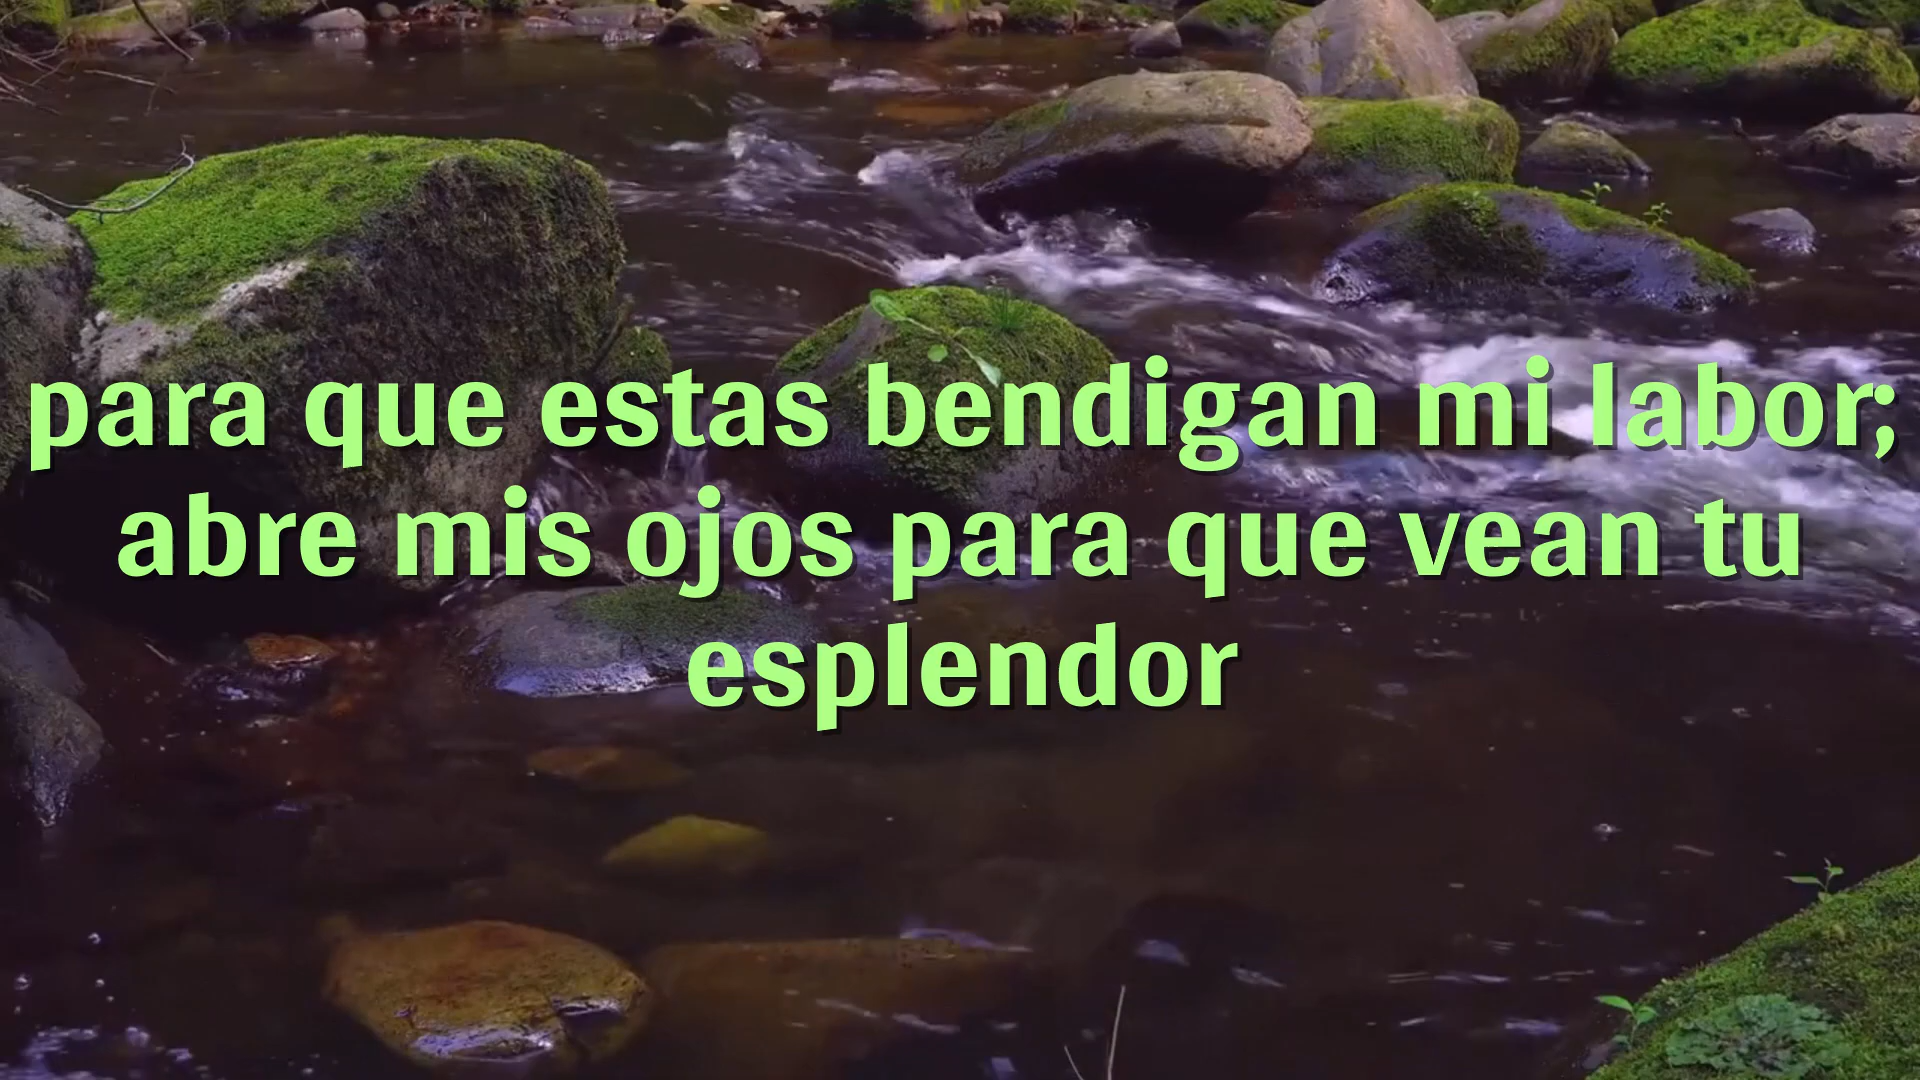 para que estas bendigan mi labor;
abre mis ojos para que vean tu
esplendor